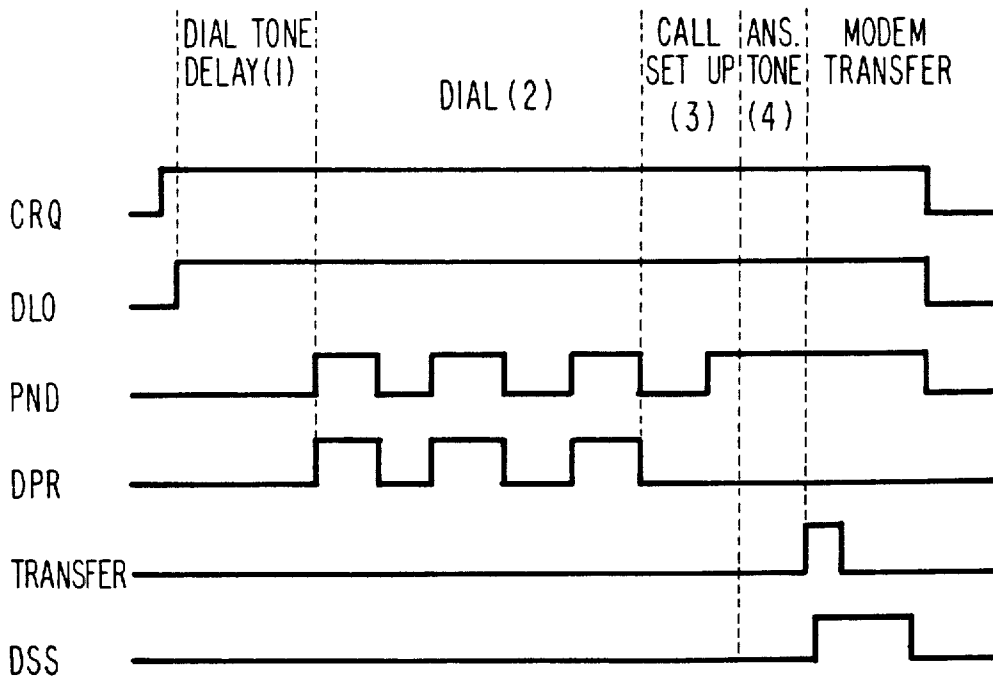 DIAL TONE
DELAY(1)
DIAL (2)
CALL
SET UP
(3)
ANS.
TONE
(4)
MODEM
TRANSFER
CRQ
DLO
PND
DPR
TRANSFER
DSS